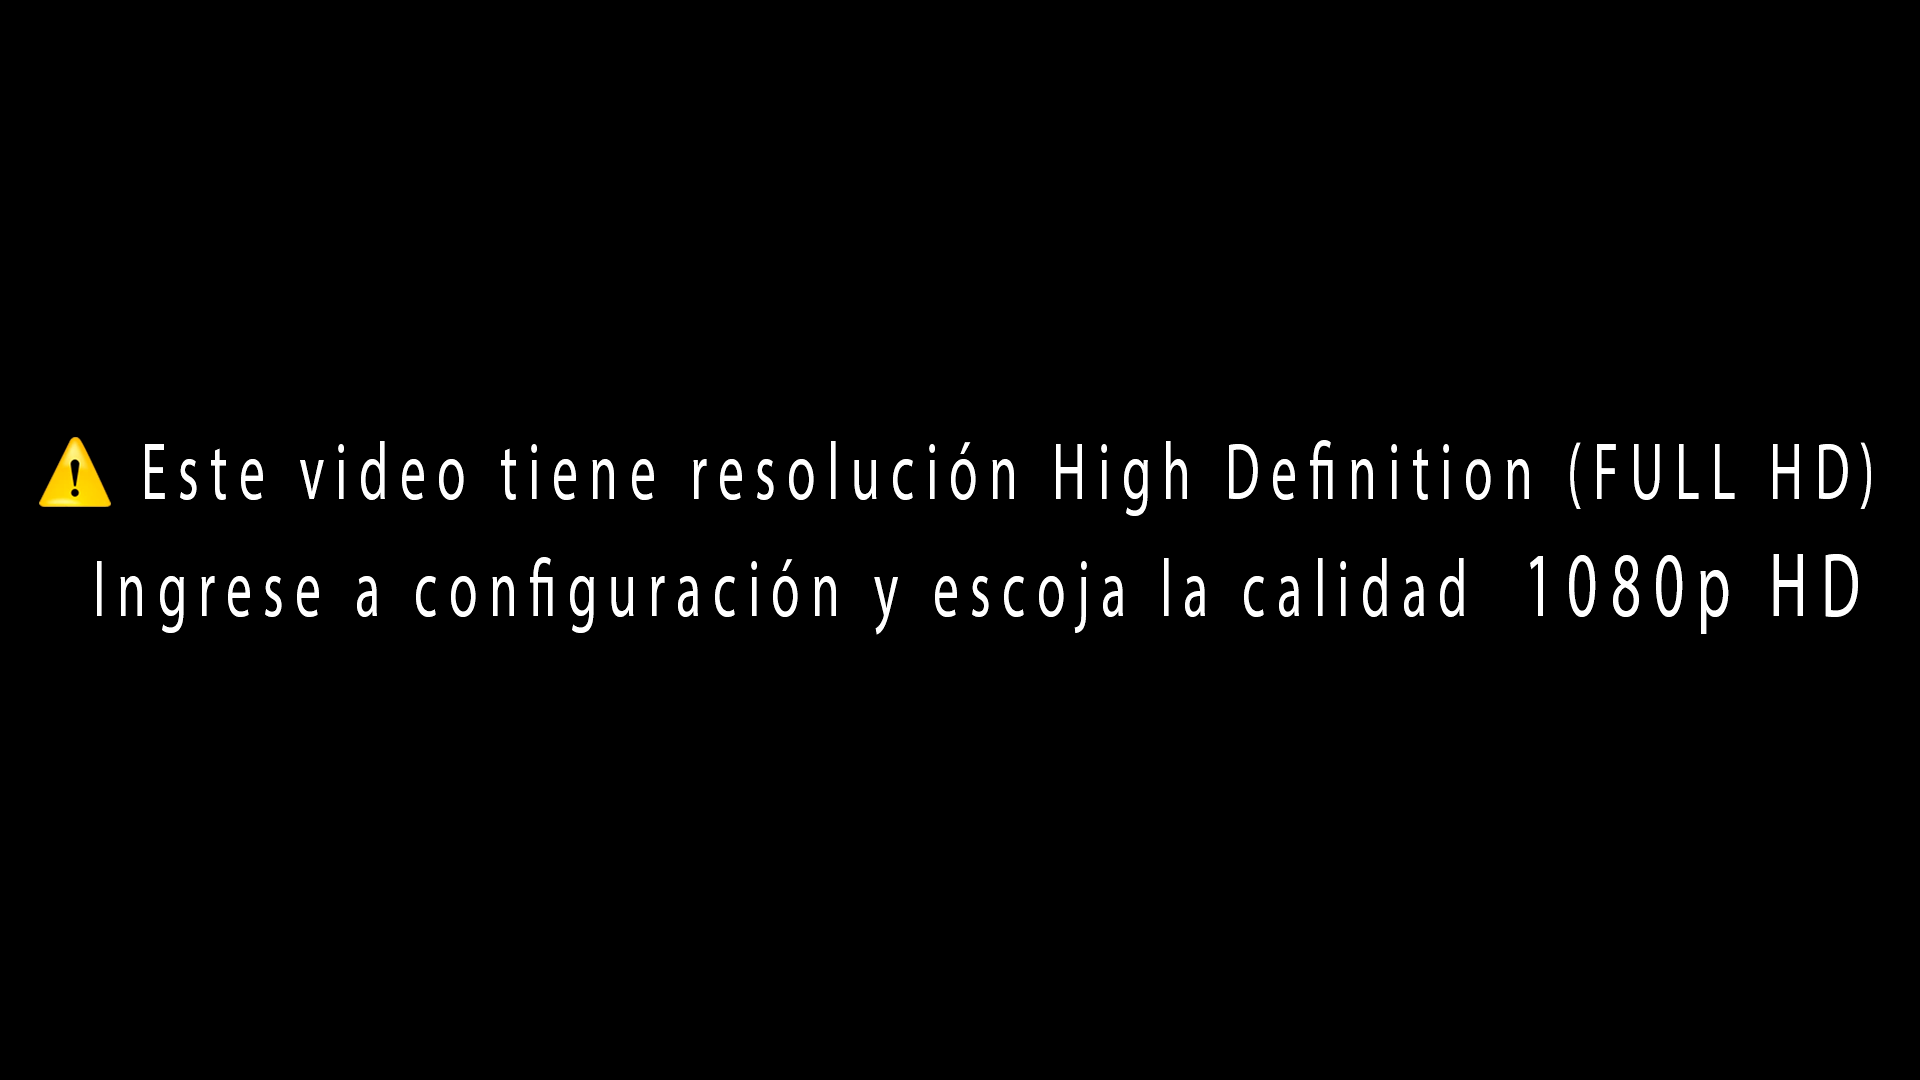 ⚠ Este video tiene resolución High Definition (FULL HD)
Ingrese a configuración y escoja la calidad 1080p HD